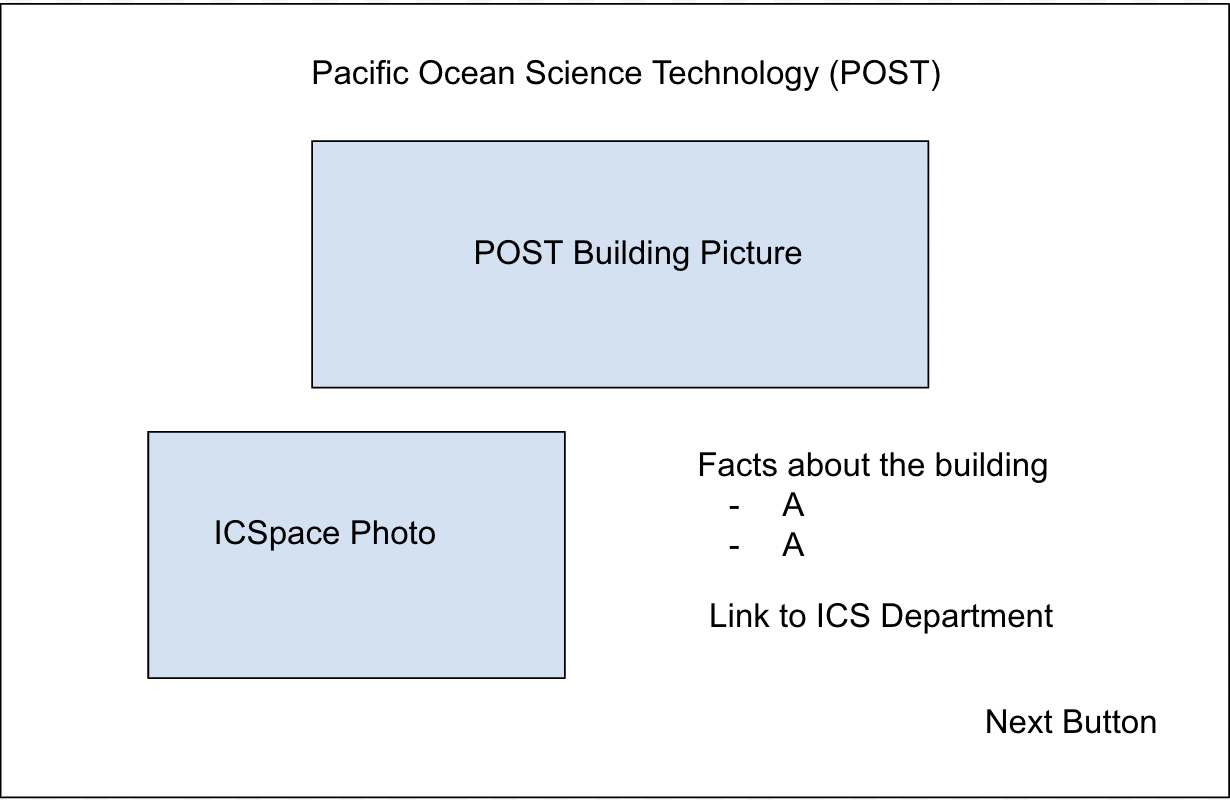 Pacific Ocean Science Technology (POST)
POST Building Picture
ICSpace Photo
Facts about the building
- A
- A
Link to ICS Department
Next Button